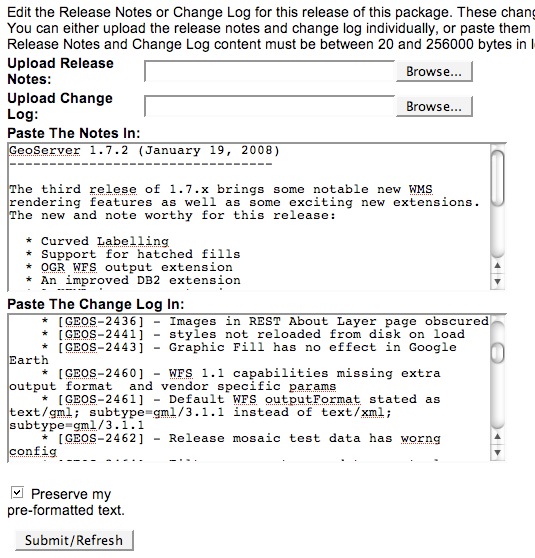 Edit the Release Notes or Change Log for this release of this package. These chan
You can either upload the release notes and change log individually, or paste them
Release Notes and Change Log content must be between 20 and 256000 bytes in l
Upload Release
Notes:
Browse...
Upload Change
Log:
Browse...
Paste The Notes In:
GeoServer 1.7.2 (January 19, 2008)
---------------------------------
The third relese of 1.7.x brings some notable new WMS
rendering features as well as some exciting new extensions.
The new and note worthy for this release:
* Curved Labelling
* Support for hatched fills
* OGR WFS output extension
* An improved DB2 extension
Paste The Change Log In:
* [GEOS-2436] - Images in REST About Layer page obscured
* [GEOS-2441] - styles not reloaded from disk on load
* [GEOS-2443] - Graphic Fill has no effect in Google
Earth
* [GEOS-2460] - WFS 1.1 capabilities missing extra
output format  and vendor specific params
* [GEOS-2461] - Default WFS outputFormat stated as
text/gml; subtype=gml/3.1.1 instead of text/xml;
subtype=gml/3.1.1
* [GEOS-2462] - Release mosaic test data has worng
config
Preserve my
pre-formatted text.
Submit/Refresh